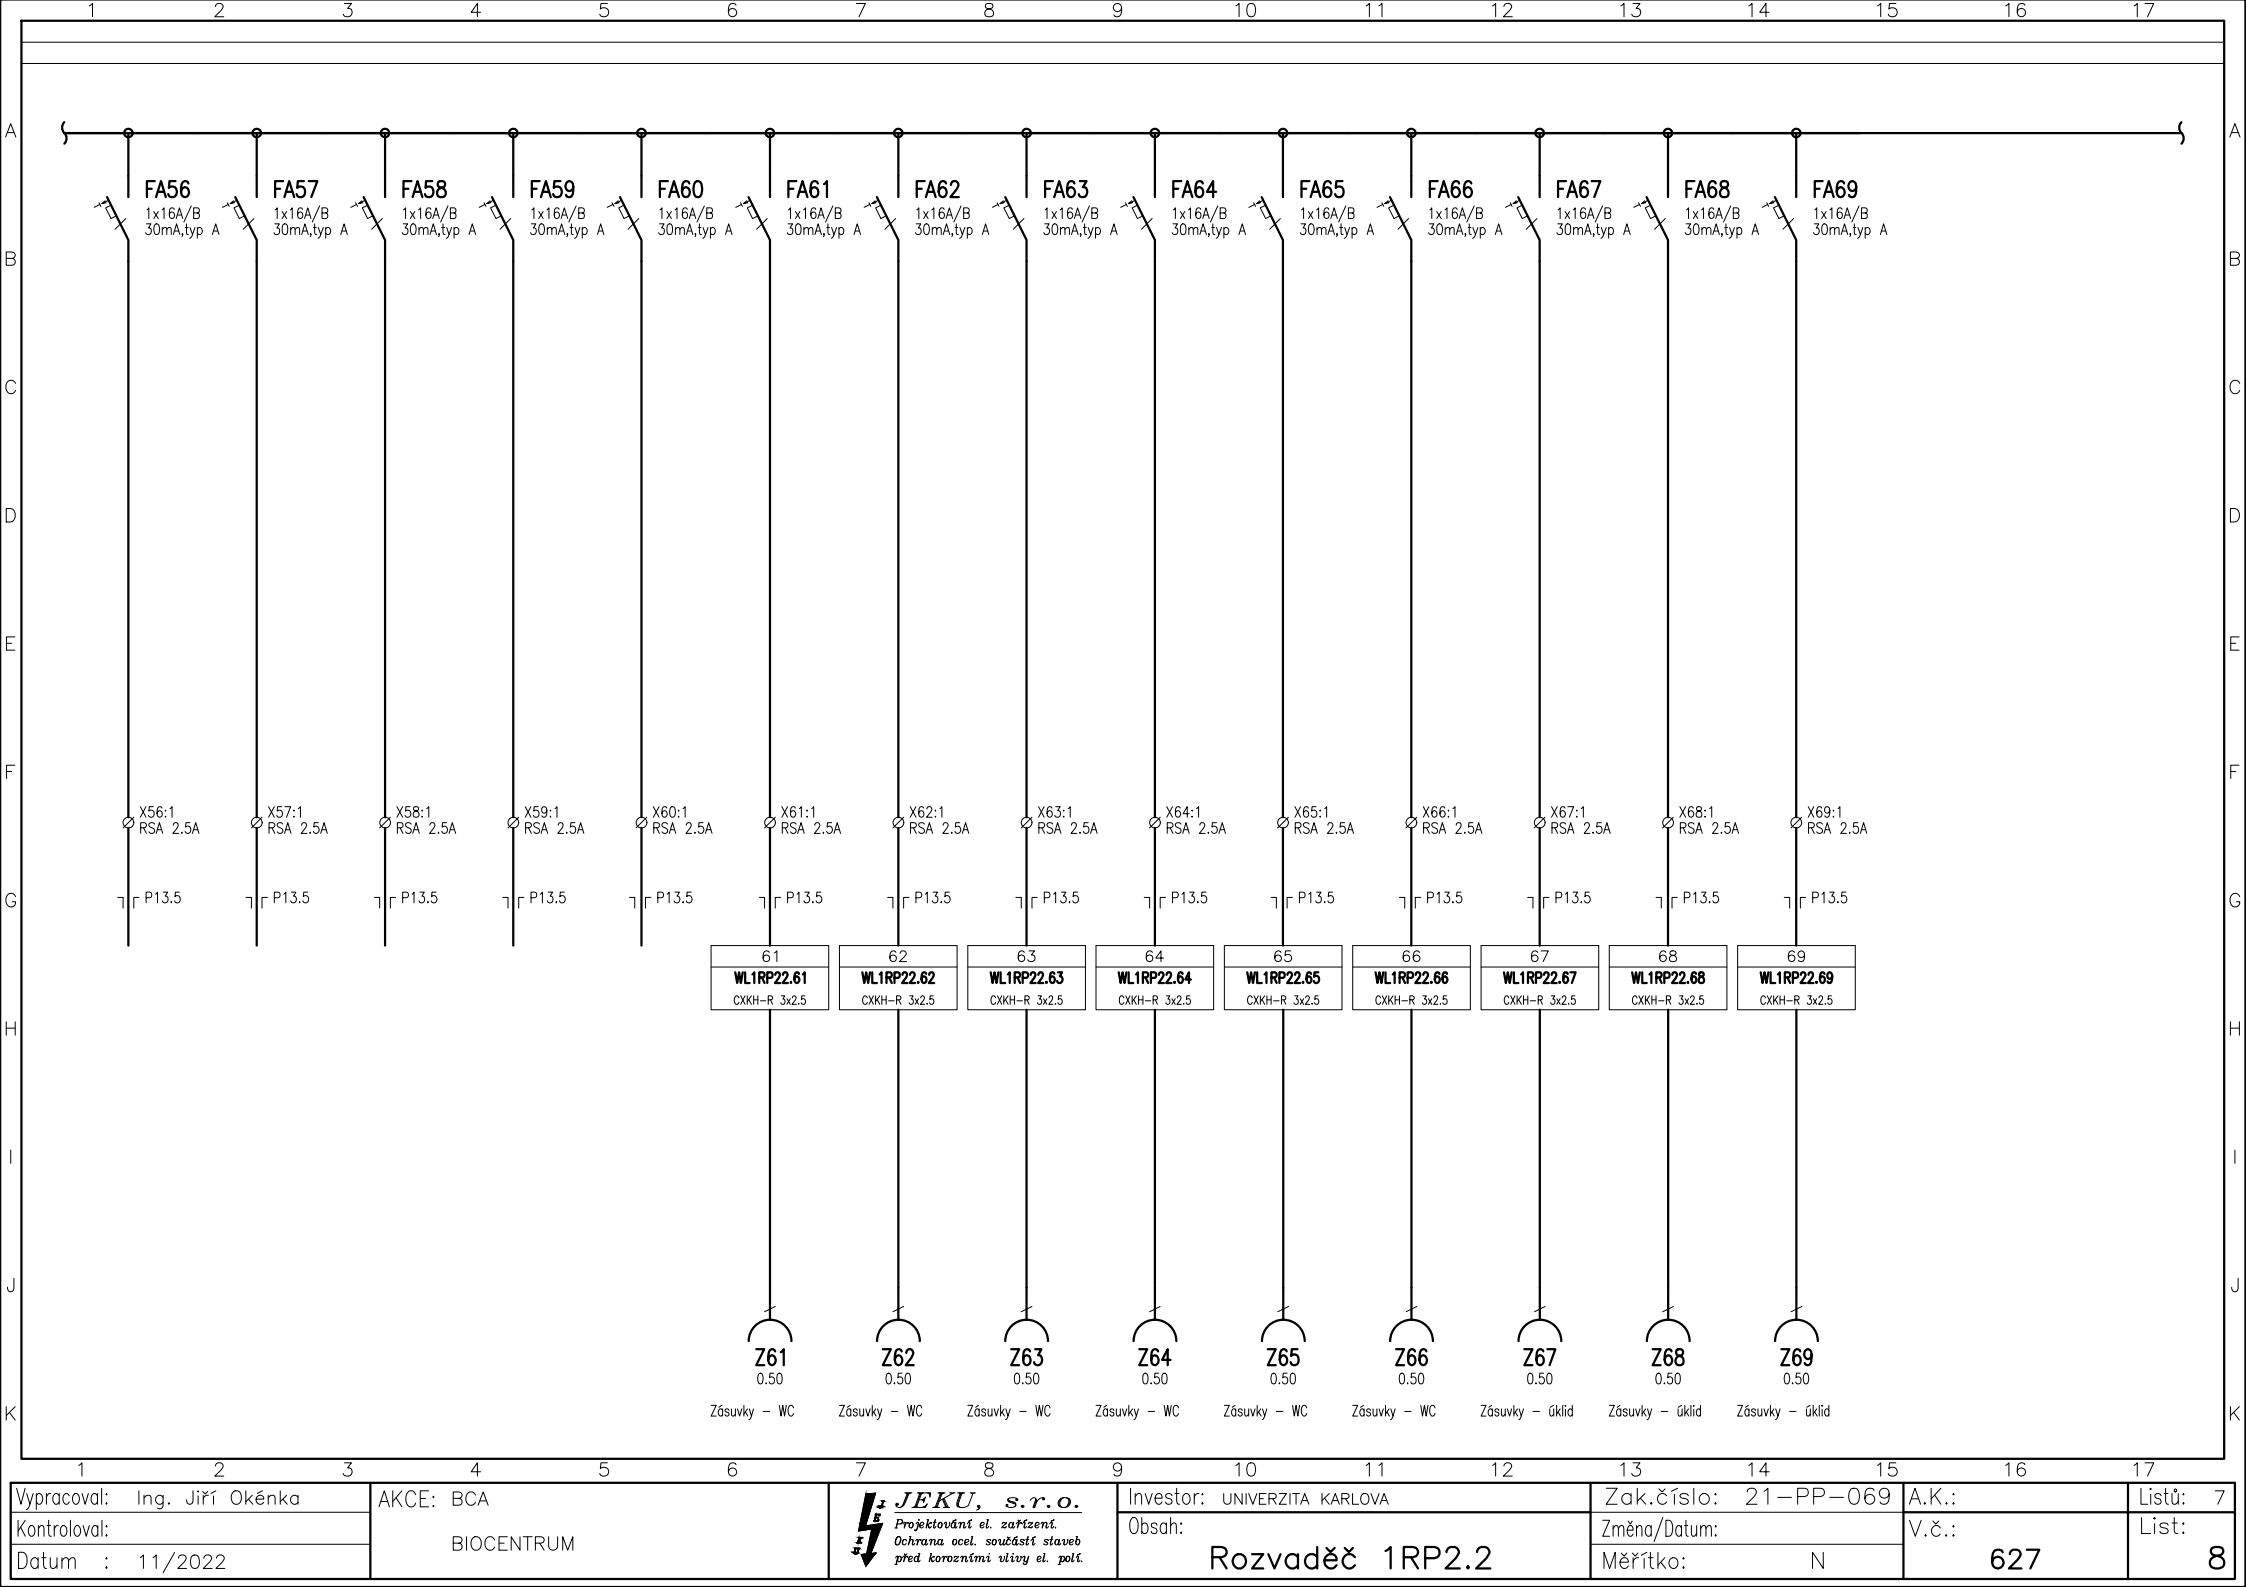 1 2 3 4 5 6 7 8 9 10 11 12 13 14 15 16 17
A A
FA56 FA57 FA58 FA59 FA60 FA61 FA62 FA63 FA64 FA65 FA66 FA67 FA68 FA69
1x16A/B 1x16A/B 1x16A/B 1x16A/B 1x16A/B 1x16A/B 1x16A/B 1x16A/B 1x16A/B 1x16A/B 1x16A/B 1x16A/B 1x16A/B 1x16A/B
30mA,typ A 30mA,typ A 30mA,typ A 30mA,typ A 30mA,typ A 30mA,typ A 30mA,typ A 30mA,typ A 30mA,typ A 30mA,typ A 30mA,typ A 30mA,typ A 30mA,typ A 30mA,typ A
B B
C C
D D
E E
F F
X56:1 X57:1 X58:1 X59:1 X60:1 X61:1 X62:1 X63:1 X64:1 X65:1 X66:1 X67:1 X68:1 X69:1
RSA 2.5A RSA 2.5A RSA 2.5A RSA 2.5A RSA 2.5A RSA 2.5A RSA 2.5A RSA 2.5A RSA 2.5A RSA 2.5A RSA 2.5A RSA 2.5A RSA 2.5A RSA 2.5A
G P13.5 P13.5 P13.5 P13.5 P13.5 P13.5 P13.5 P13.5 P13.5 P13.5 P13.5 P13.5 P13.5 P13.5 G
61 62 63 64 65 66 67 68 69
WL1RP22.61 WL1RP22.62 WL1RP22.63 WL1RP22.64 WL1RP22.65 WL1RP22.66 WL1RP22.67 WL1RP22.68 WL1RP22.69
CXKH-R 3x2.5 CXKH-R 3x2.5 CXKH-R 3x2.5 CXKH-R 3x2.5 CXKH-R 3x2.5 CXKH-R 3x2.5 CXKH-R 3x2.5 CXKH-R 3x2.5 CXKH-R 3x2.5
H H
I I
J J
Z61 Z62 Z63 Z64 Z65 Z66 Z67 Z68 Z69
0.50 0.50 0.50 0.50 0.50 0.50 0.50 0.50 0.50
K Zásuvky - WC Zásuvky - WC Zásuvky - WC Zásuvky - WC Zásuvky - WC Zásuvky - WC Zásuvky - úklid Zásuvky - úklid Zásuvky - úklid K
1 2 3 4 5 6 7 8 9 10 11 12 13 14 15 16 17
Vypracoval: Ing. Jiří Okénka
Kontroloval:
Datum : 11/2022
AKCE: BCA
BIOCENTRUM
JEKU, s.r.o.
Projektování el. zařízení.
Ochrana ocel. součástí staveb
před korozními vlivy el. polí.
Investor: UNIVERZITA KARLOVA
Obsah:
Rozvaděč 1RP2.2
Zak.číslo: 21-PP-069
Změna/Datum:
Měřítko: N
A.K.:
V.č.:
627
Listů: 7
List:
8